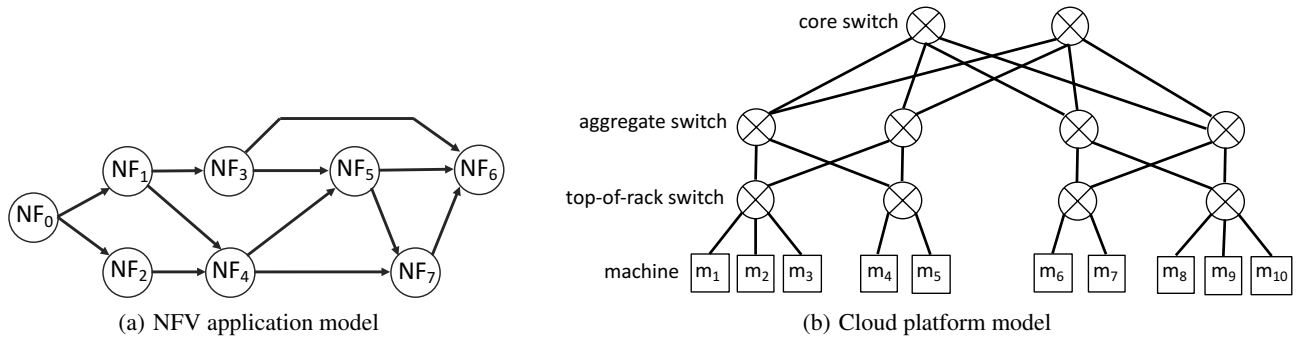 core switch
aggregate switch
top-of-rack switch
machine
m1 m2 m3 m4 m5 m6 m7 m8 m9 m10
NF0
NF1
NF2
NF3
NF4
NF5
NF6
NF7
(a) NFV application model
(b) Cloud platform model